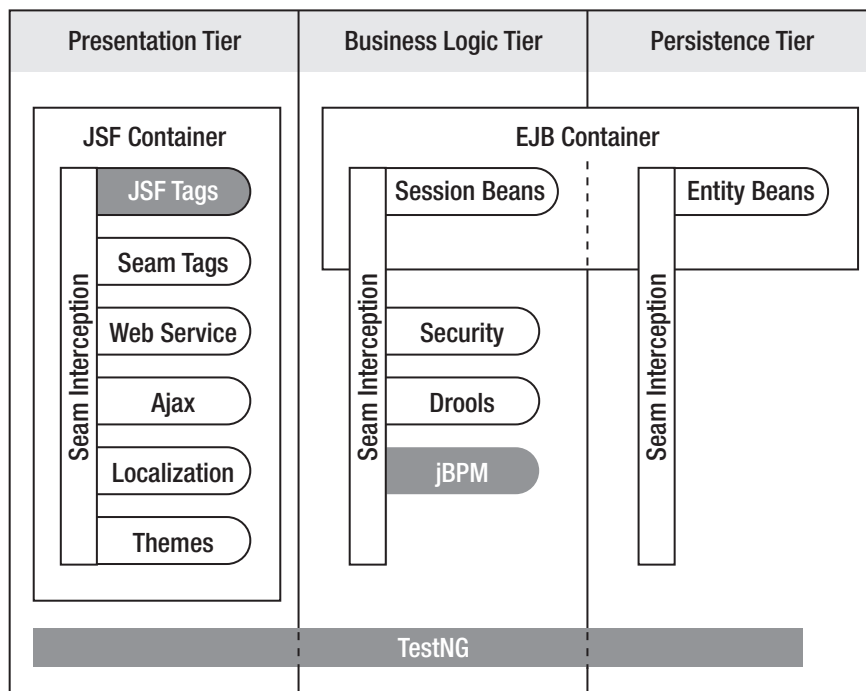 Presentation Tier
Business Logic Tier
Persistence Tier
JSF Container
Seam Interception
JSF Tags
Seam Tags
Web Service
Ajax
Localization
Themes
EJB Container
Seam Interception
Session Beans
Security
Drools
jBPM
Seam Interception
Entity Beans
TestNG